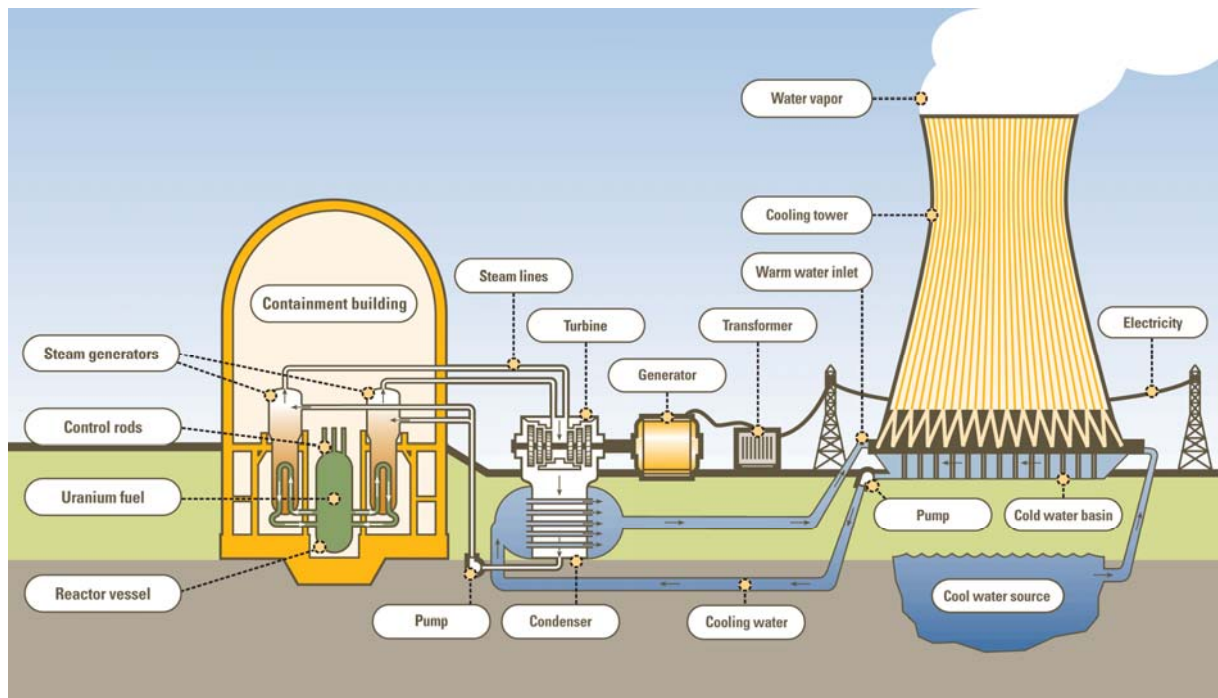 Water vapor
Cooling tower
Steam lines
Warm water inlet
Containment building
Turbine
Transformer
Electricity
Steam generators
Generator
Control rods
Uranium fuel
Pump
Cold water basin
Reactor vessel
Cool water source
Pump
Condenser
Cooling water